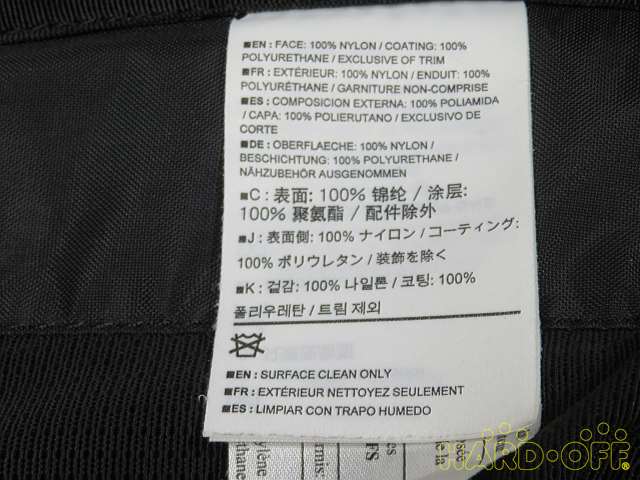 ■EN: FACE: 100% NYLON / COATING: 100%
POLYURETHANE / EXCLUSIVE OF TRIM
■FR: EXTÉRIEUR: 100% NYLON / ENDUIT: 100%
POLYURÉTHANE / GARNITURE NON-COMPRISE
■ES: COMPOSICION EXTERNA: 100% POLIAMIDA
/ CAPA: 100% POLIERUTANO / EXCLUSIVO DE
CORTE
■DE: OBERFLAECHE: 100% NYLON /
BESCHICHTUNG: 100% POLYURETHANE /
NÄHZUBEHÖR AUSGENOMMEN
■C: 表面: 100% 锦纶 / 涂层:
100% 聚氨酯 / 配件除外
■J: 表面側: 100% ナイロン / コーティング:
100% ポリウレタン / 装飾を除く
■K: 겉감: 100% 나일론 / 코팅: 100%
폴리우레탄 / 트림 제외
■EN: SURFACE CLEAN ONLY
■FR: EXTÉRIEUR NETTOYEZ SEULEMENT
■ES: LIMPIAR CON TRAPO HUMEDO
HARD·OFF